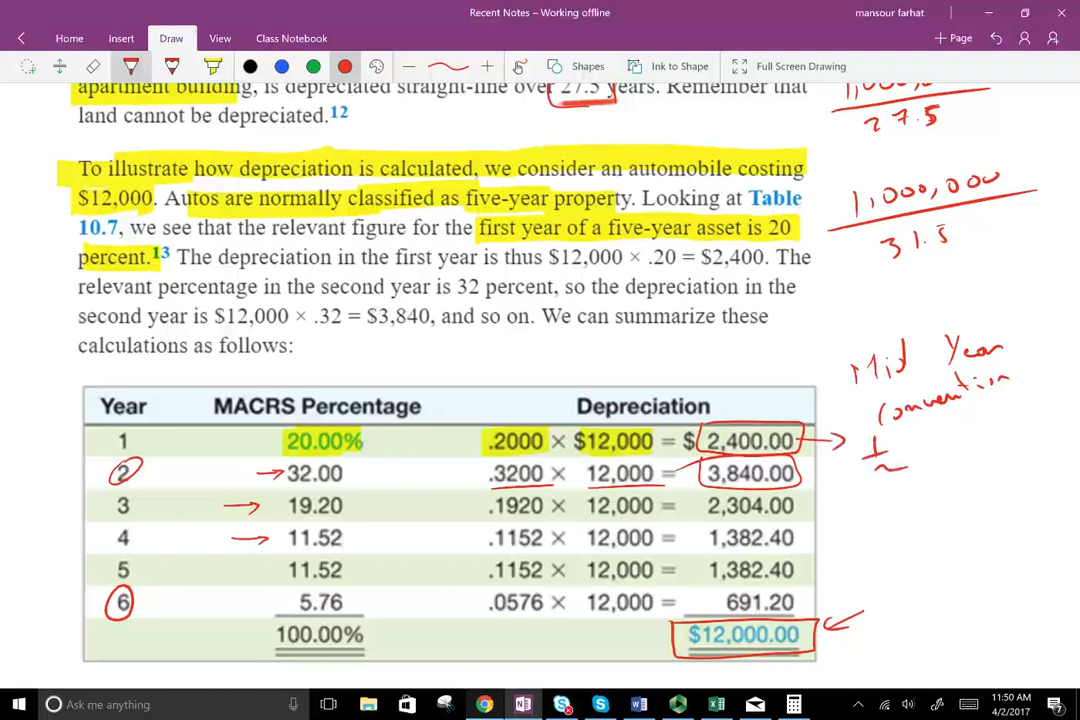 Recent Notes – Working offline
mansour farhat
Home Insert Draw View Class Notebook
Page
Shapes Ink to Shape Full Screen Drawing
apartment building, is depreciated straight-line over 27.5 years. Remember that
land cannot be depreciated.12
27.5
1,000,000
31.5
To illustrate how depreciation is calculated, we consider an automobile costing
$12,000. Autos are normally classified as five-year property. Looking at Table
10.7, we see that the relevant figure for the first year of a five-year asset is 20
percent.13 The depreciation in the first year is thus $12,000 × .20 = $2,400. The
relevant percentage in the second year is 32 percent, so the depreciation in the
second year is $12,000 × .32 = $3,840, and so on. We can summarize these
calculations as follows:
Mid Year
convention
1
2
Year MACRS Percentage Depreciation
1 20.00% .2000 × $12,000 = $ 2,400.00
2 32.00 .3200 × 12,000 = 3,840.00
3 19.20 .1920 × 12,000 = 2,304.00
4 11.52 .1152 × 12,000 = 1,382.40
5 11.52 .1152 × 12,000 = 1,382.40
6 5.76 .0576 × 12,000 = 691.20
100.00% $12,000.00
Ask me anything
11:50 AM
4/2/2017